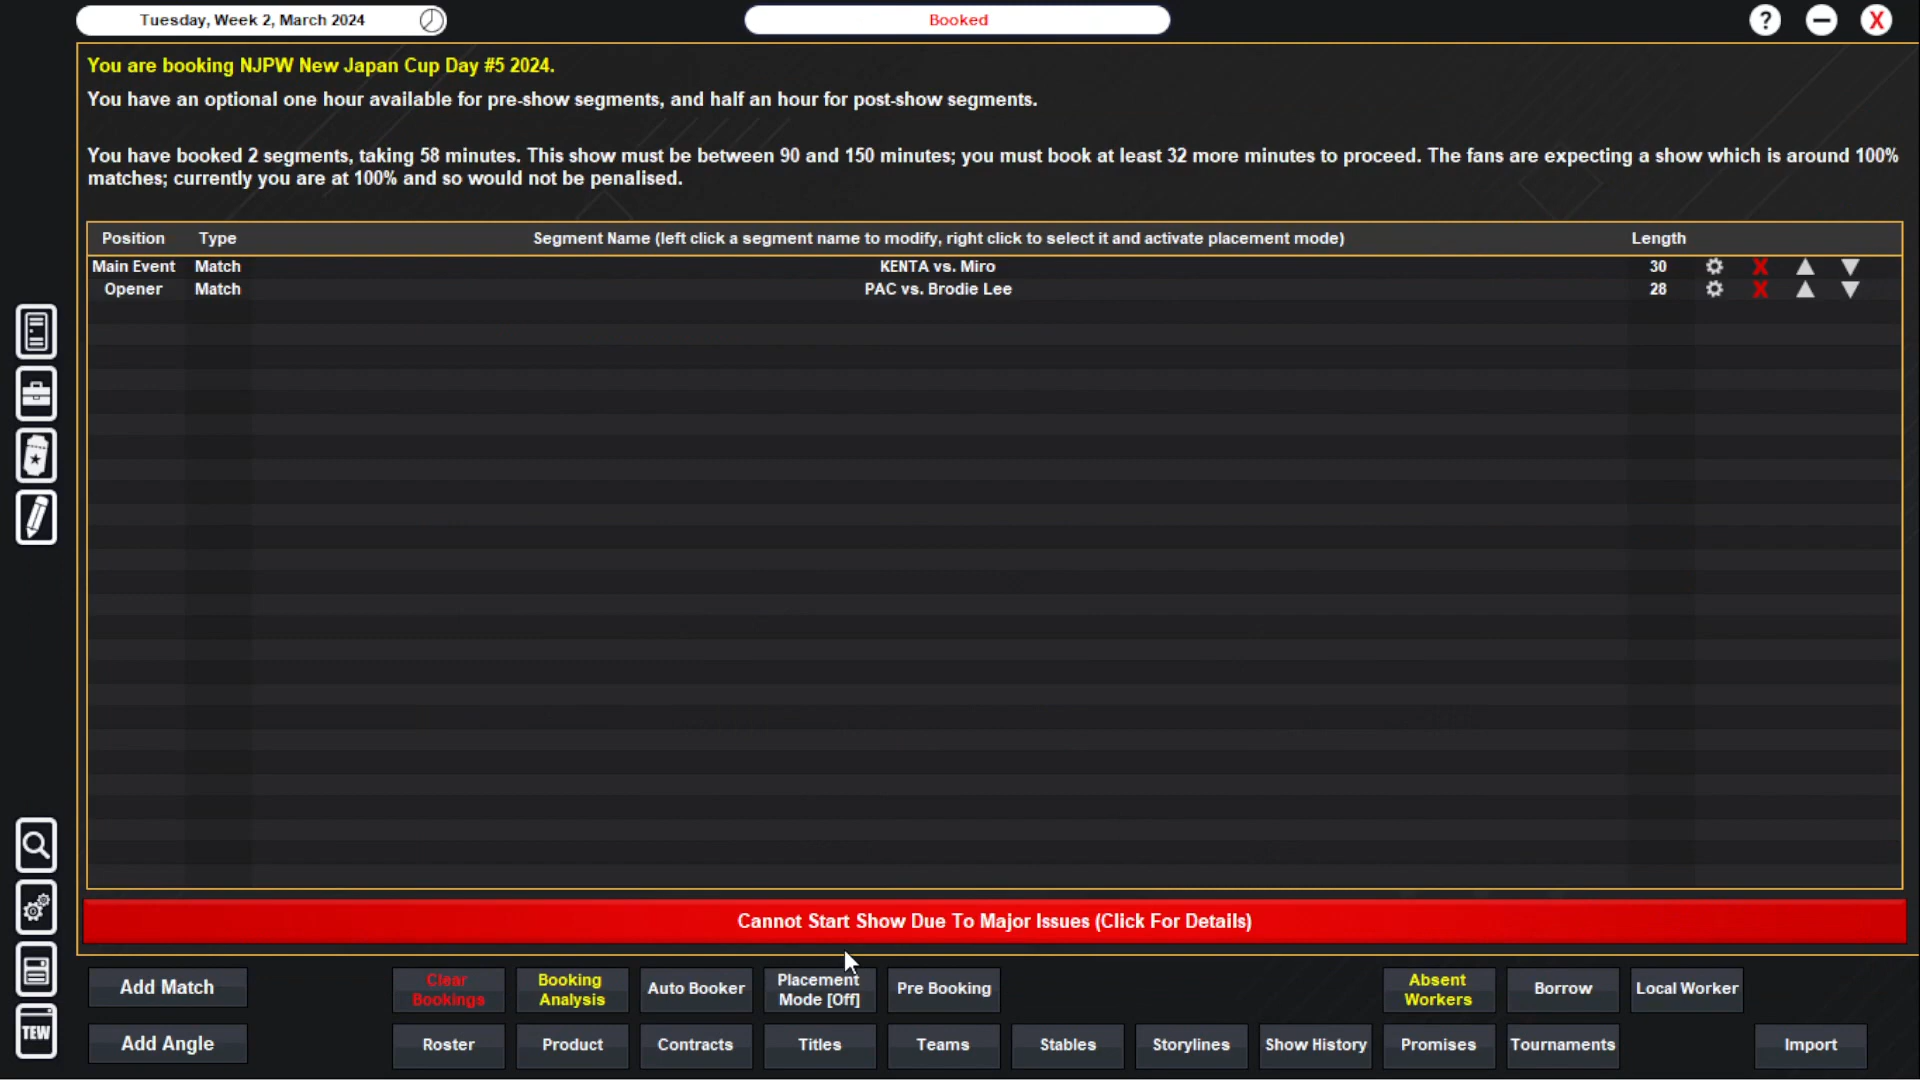 Tuesday, Week 2, March 2024
Booked
?
X
You are booking NJPW New Japan Cup Day #5 2024.
You have an optional one hour available for pre-show segments, and half an hour for post-show segments.
You have booked 2 segments, taking 58 minutes. This show must be between 90 and 150 minutes; you must book at least 32 more minutes to proceed. The fans are expecting a show which is around 100%
matches; currently you are at 100% and so would not be penalised.
Position Type Segment Name (left click a segment name to modify, right click to select it and activate placement mode) Length
Main Event Match KENTA vs. Miro 30 X
Opener Match PAC vs. Brodie Lee 28 X
Cannot Start Show Due To Major Issues (Click For Details)
Add Match
Clear
Bookings
Booking
Analysis
Auto Booker
Placement
Mode [Off]
Pre Booking
Absent
Workers
Borrow
Local Worker
TEW
Add Angle
Roster
Product
Contracts
Titles
Teams
Stables
Storylines
Show History
Promises
Tournaments
Import